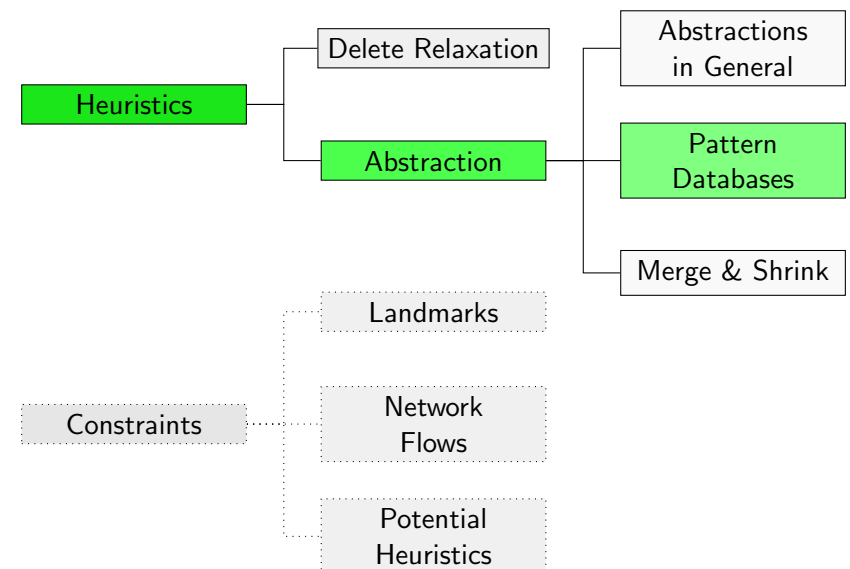 Heuristics
Delete Relaxation
Abstraction
Abstractions
in General
Pattern
Databases
Merge & Shrink
Constraints
Landmarks
Network
Flows
Potential
Heuristics